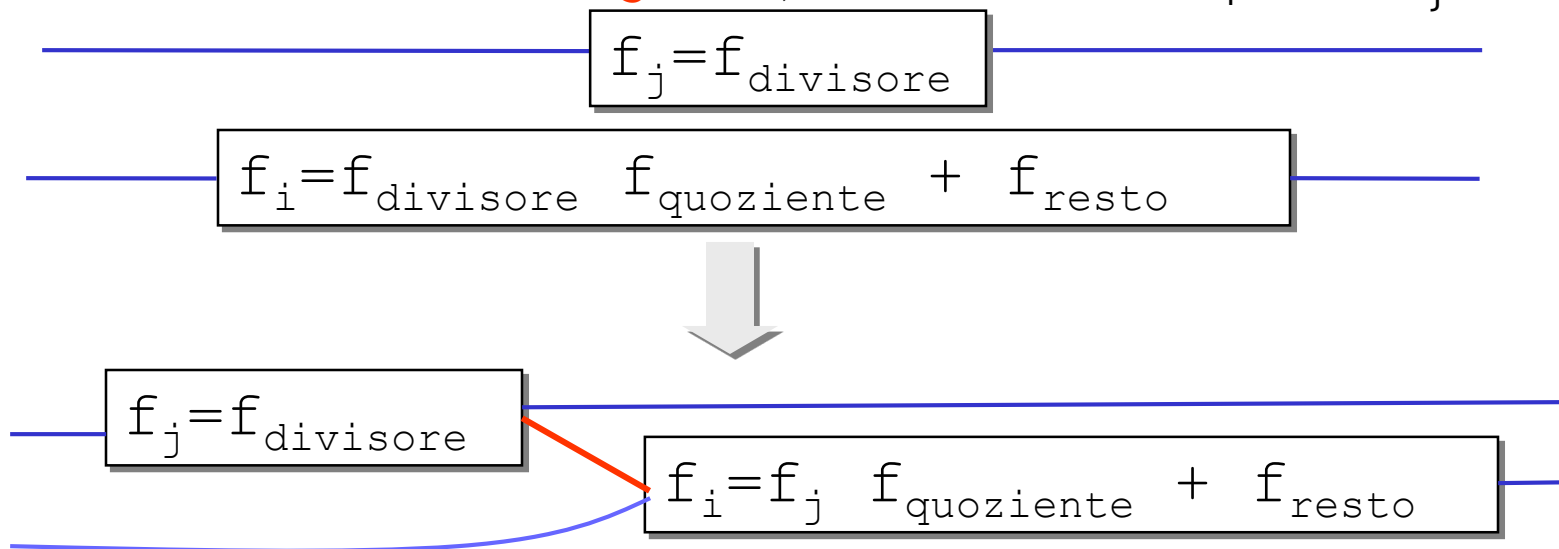 f_j=f_divisore
f_i=f_divisore f_quoziente + f_resto
f_j=f_divisore
f_i=f_j f_quoziente + f_resto